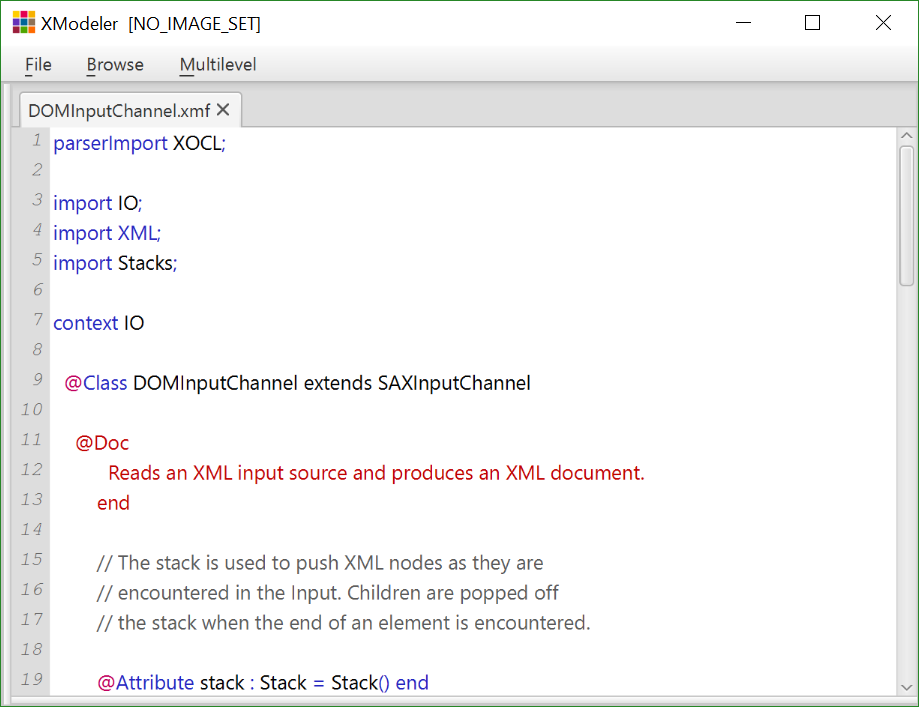 XModeler [NO_IMAGE_SET]
File Browse Multilevel
DOMInputChannel.xmf
1 parserImport XOCL;
2
3 import IO;
4 import XML;
5 import Stacks;
6
7 context IO
8
9 @Class DOMInputChannel extends SAXInputChannel
10
11 @Doc
12 Reads an XML input source and produces an XML document.
13 end
14
15 // The stack is used to push XML nodes as they are
16 // encountered in the Input. Children are popped off
17 // the stack when the end of an element is encountered.
18
19 @Attribute stack : Stack = Stack() end